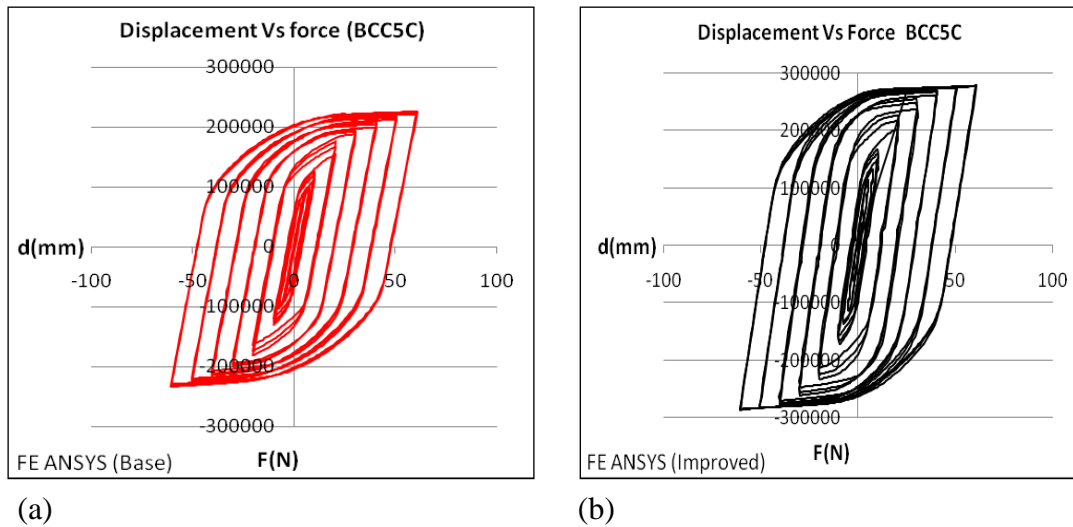 Displacement Vs force (BCC5C)
300000
200000
100000
d(mm)
0
-100
-50
0
50
100
-100000
-200000
-300000
FE ANSYS (Base)
F(N)
(a)
Displacement Vs Force BCC5C
300000
200000
100000
d(mm)
0
-100
-50
0
50
100
-100000
-200000
-300000
F(N)
FE ANSYS (Improved)
(b)